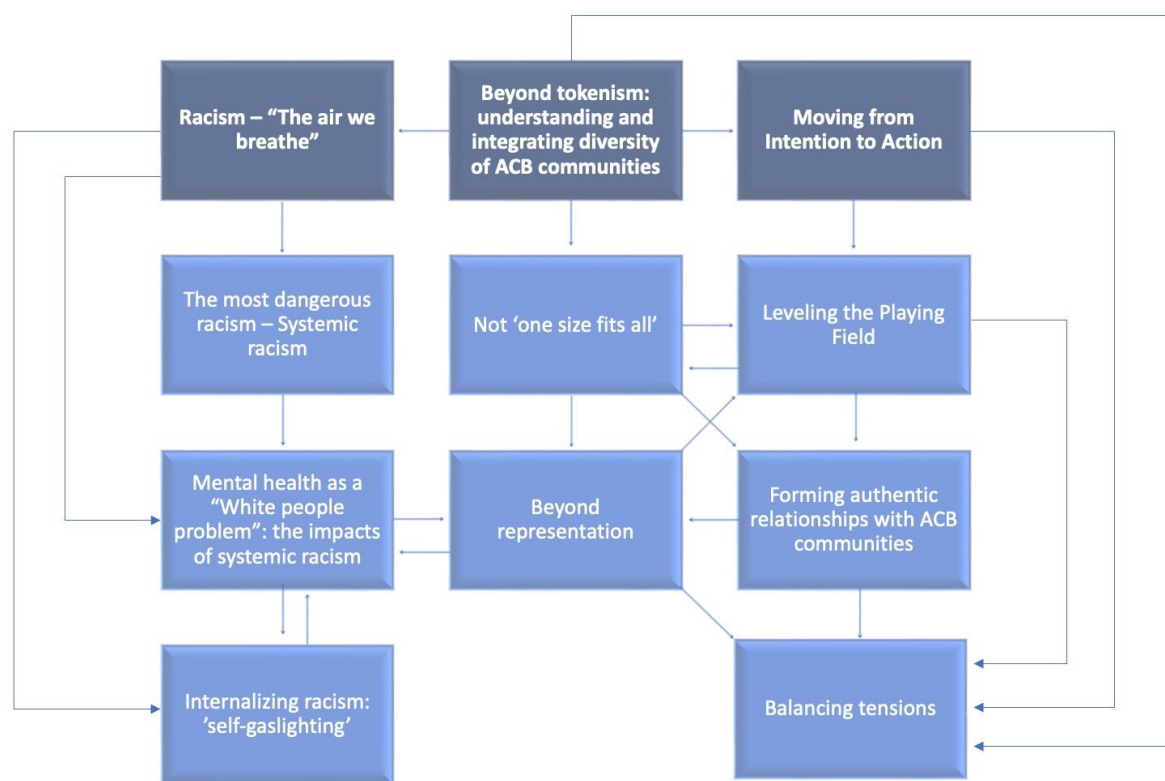 Racism – “The air we
breathe”
Beyond tokenism:
understanding and
integrating diversity
of ACB communities
Moving from
Intention to Action
The most dangerous
racism – Systemic
racism
Not ‘one size fits all’
Leveling the Playing
Field
Mental health as a
“White people
problem”: the impacts
of systemic racism
Beyond
representation
Forming authentic
relationships with ACB
communities
Internalizing racism:
’self-gaslighting’
Balancing tensions